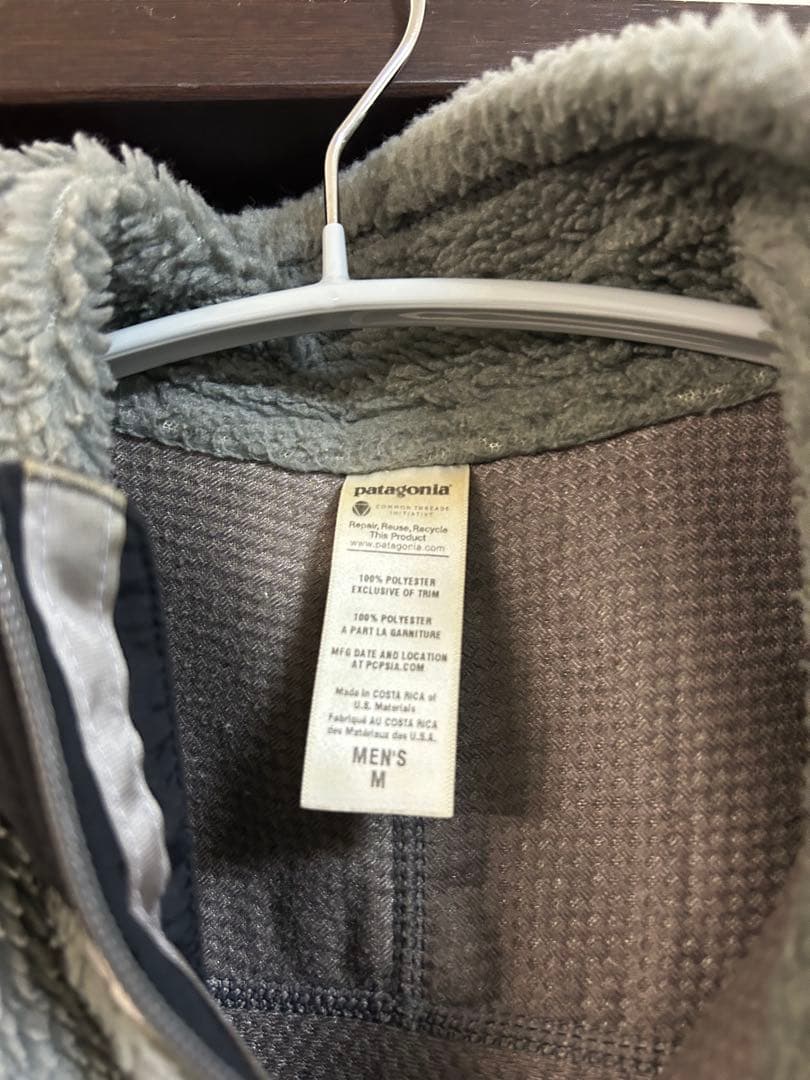 patagonia®
COMMON THREADS
INITIATIVE
Repair, Reuse, Recycle
This Product
www.patagonia.com
100% POLYESTER
EXCLUSIVE OF TRIM
100% POLYESTER
A PART LA GARNITURE
MFG DATE AND LOCATION
AT PCPSIA.COM
Made in COSTA RICA of
U.S. Materials
Fabriqué AU COSTA RICA
des Matériaux des U.S.A.
MEN'S
M